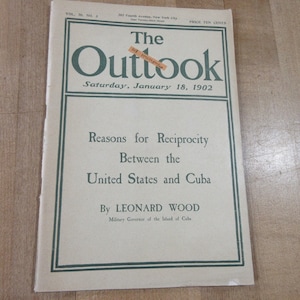 The
Outlook
Saturday, January 18, 1902
Reasons for Reciprocity
Between the
United States and Cuba
By LEONARD WOOD
Military Governor of the Island of Cuba